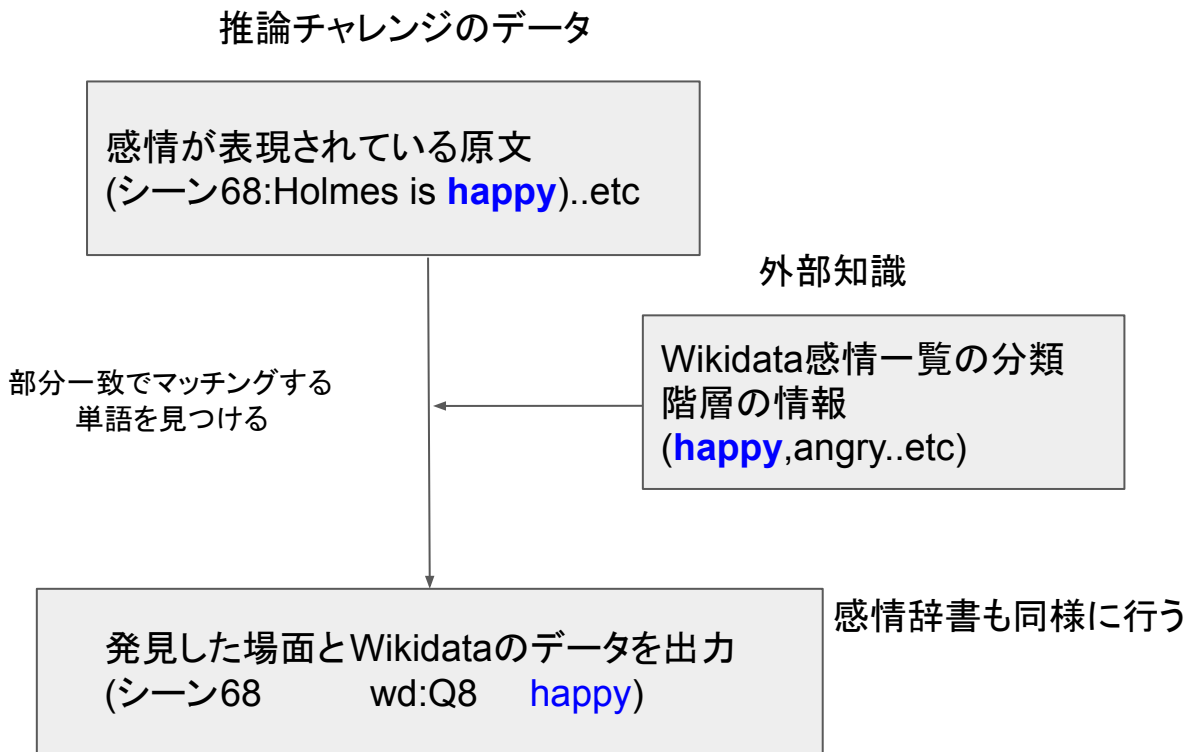 推論チャレンジのデータ
感情が表現されている原文
(シーン68:Holmes is happy)..etc
外部知識
Wikidata感情一覧の分類
階層の情報
(happy,angry..etc)
部分一致でマッチングする
単語を見つける
感情辞書も同様に行う
発見した場面とWikidataのデータを出力
(シーン68 wd:Q8 happy)